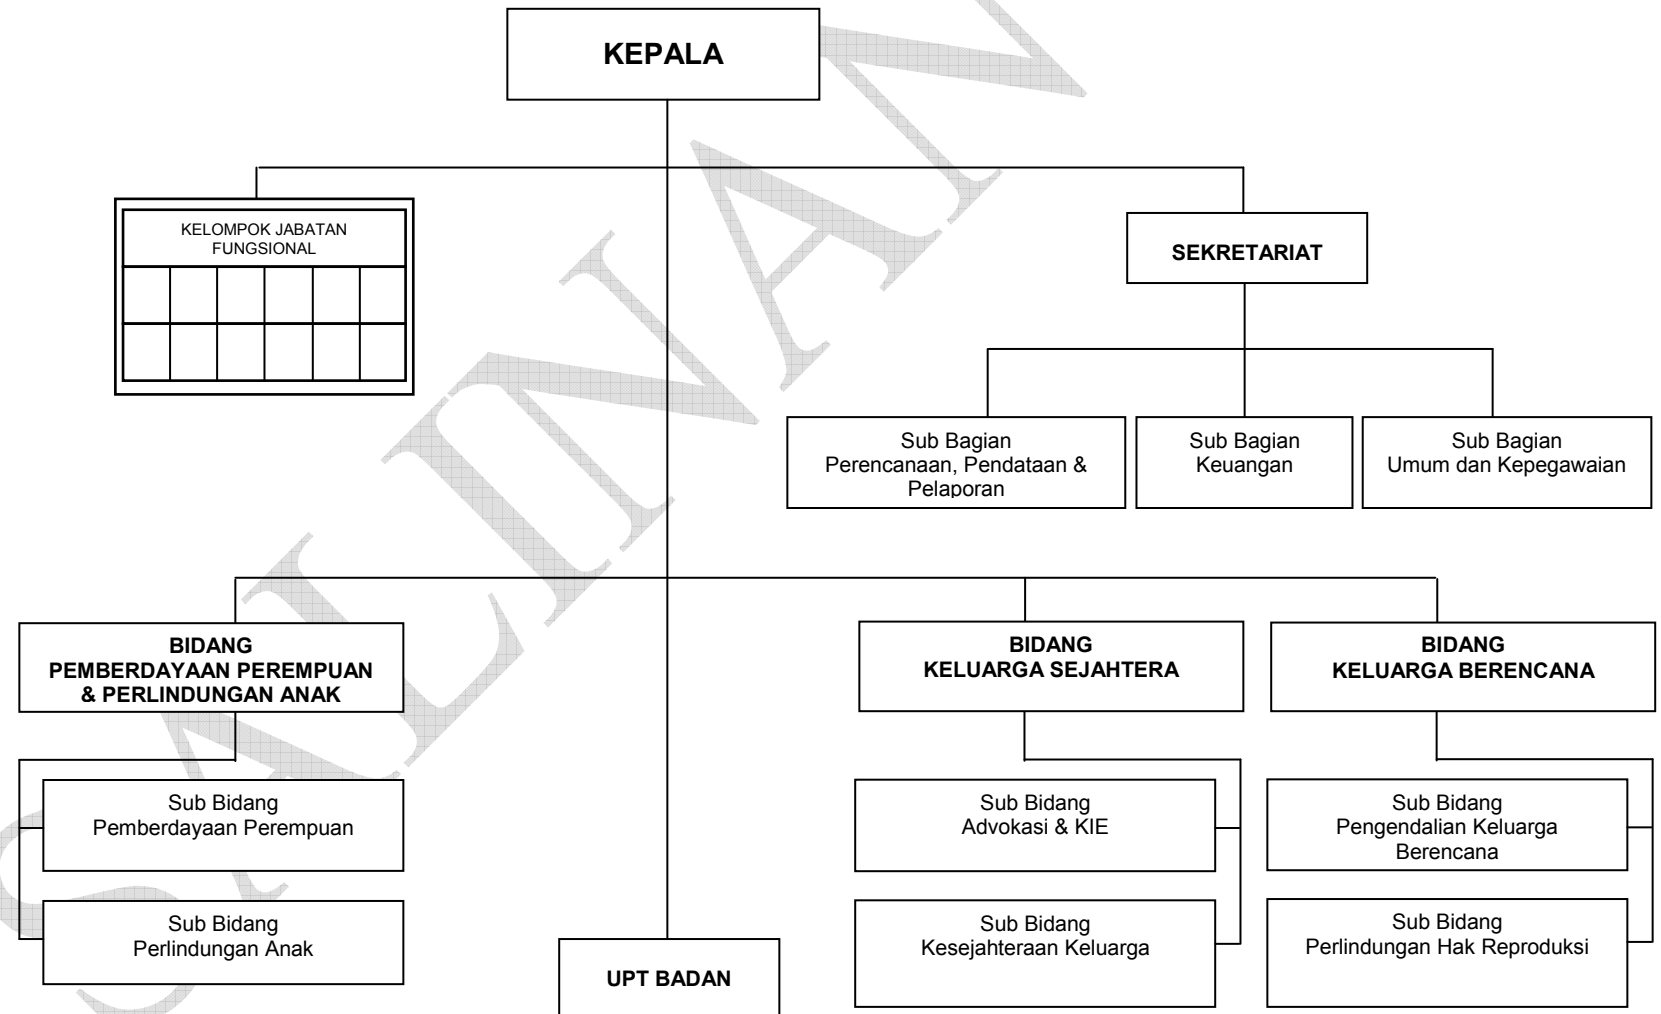 KEPALA
KELOMPOK JABATAN
FUNGSIONAL
SEKRETARIAT
Sub Bagian
Perencanaan, Pendataan &
Pelaporan
Sub Bagian
Keuangan
Sub Bagian
Umum dan Kepegawaian
BIDANG
PEMBERDAYAAN PEREMPUAN
& PERLINDUNGAN ANAK
BIDANG
KELUARGA SEJAHTERA
BIDANG
KELUARGA BERENCANA
Sub Bidang
Pemberdayaan Perempuan
Sub Bidang
Advokasi & KIE
Sub Bidang
Pengendalian Keluarga
Berencana
Sub Bidang
Perlindungan Anak
Sub Bidang
Kesejahteraan Keluarga
Sub Bidang
Perlindungan Hak Reproduksi
UPT BADAN
SALINAN